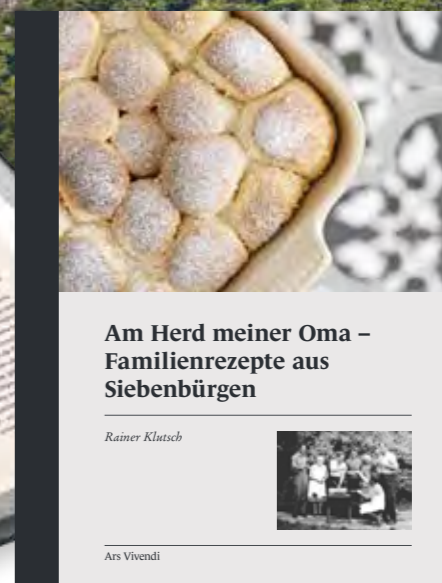 Am Herd meiner Oma –
Familienrezepte aus
Siebenbürgen
Rainer Klutsch
Ars Vivendi